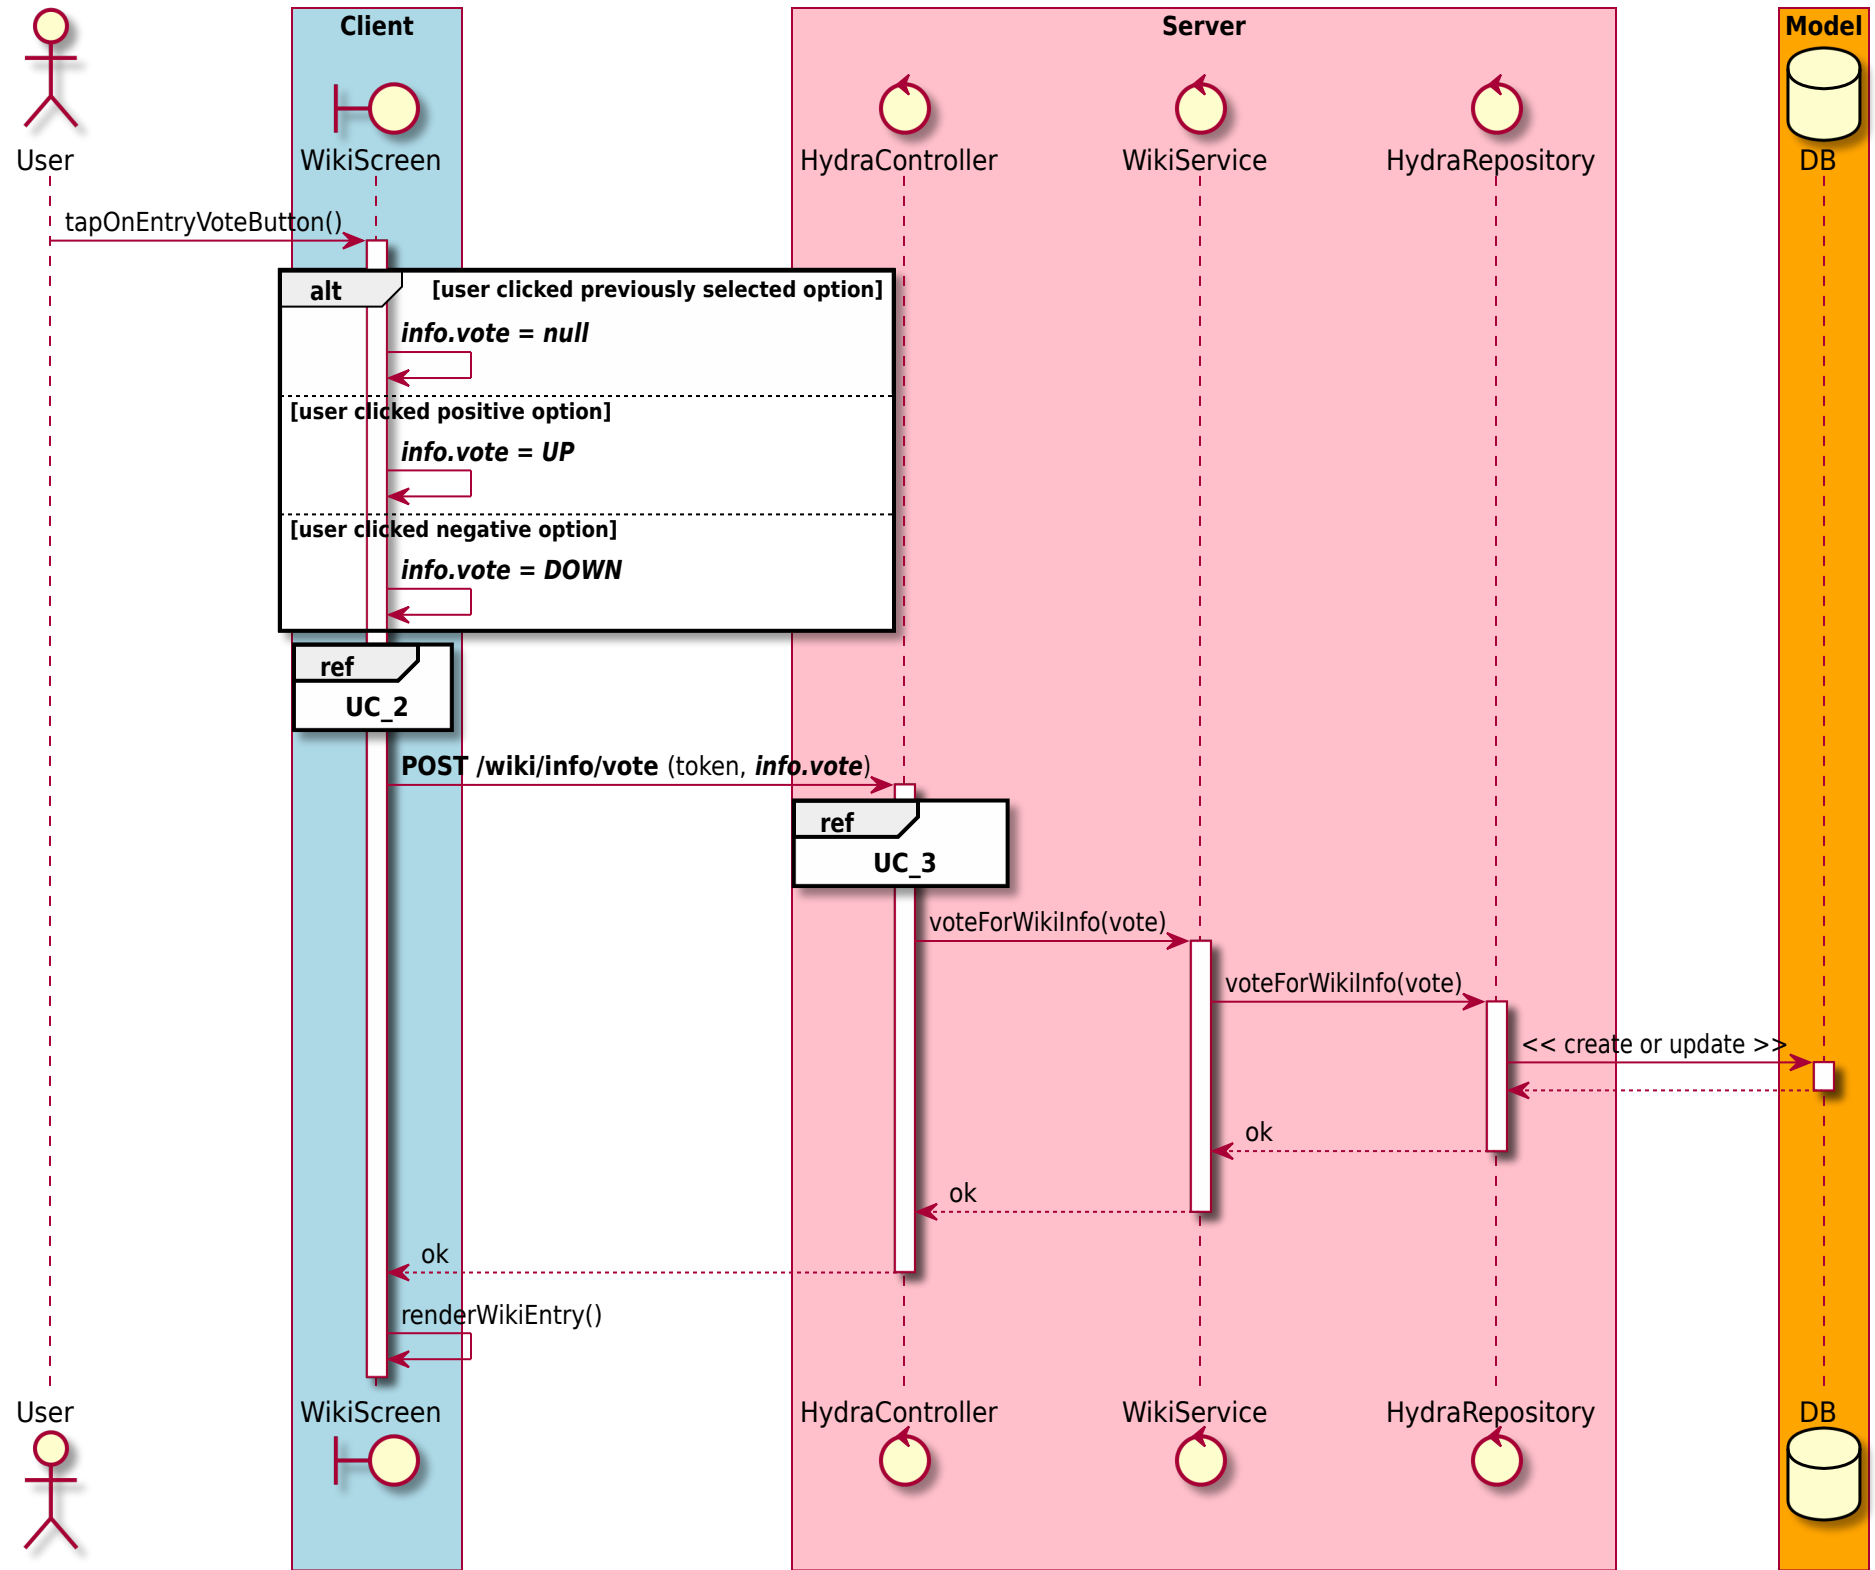 Client
Server
Model
User
WikiScreen
HydraController
WikiService
HydraRepository
DB
tapOnEntryVoteButton()
alt
[user clicked previously selected option]
info.vote = null
[user clicked positive option]
info.vote = UP
[user clicked negative option]
info.vote = DOWN
ref
UC_2
POST /wiki/info/vote (token, info.vote)
ref
UC_3
voteForWikiInfo(vote)
voteForWikiInfo(vote)
<< create or update >>
ok
ok
ok
renderWikiEntry()
User
WikiScreen
HydraController
WikiService
HydraRepository
DB